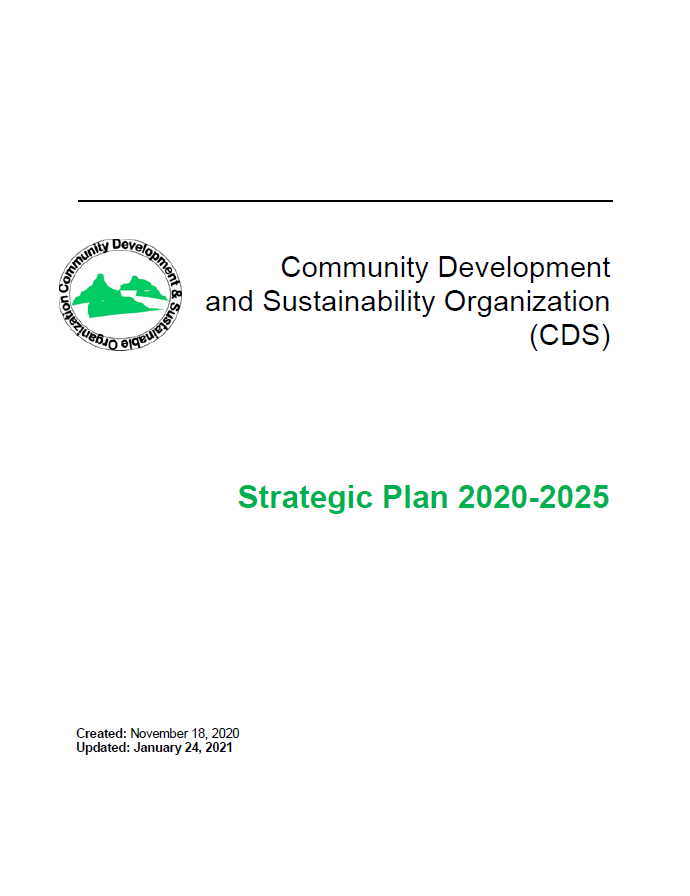 Community Development & Sustainable Organization
Community Development
and Sustainability Organization
(CDS)
Strategic Plan 2020-2025
Created: November 18, 2020
Updated: January 24, 2021